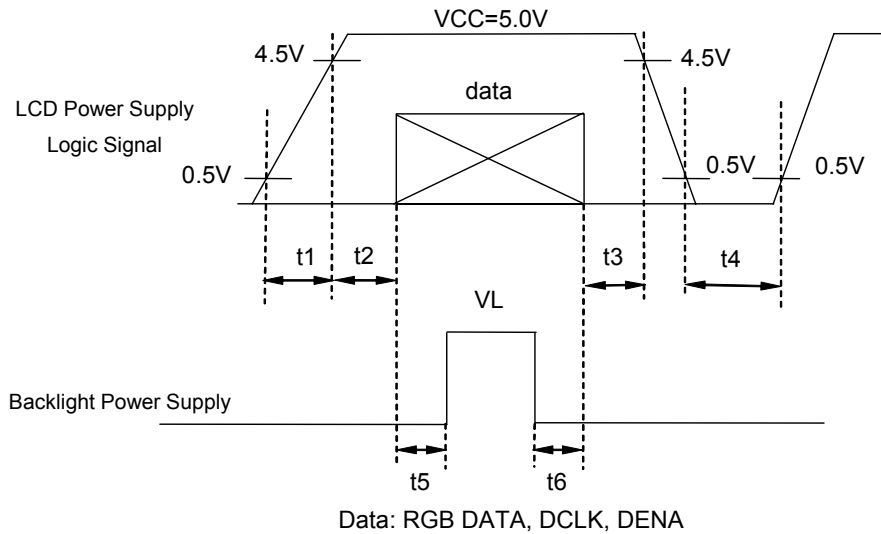 VCC=5.0V
4.5V
4.5V
data
LCD Power Supply
Logic Signal
0.5V
0.5V
0.5V
t1
t2
t3
t4
VL
Backlight Power Supply
t5
t6
Data: RGB DATA, DCLK, DENA